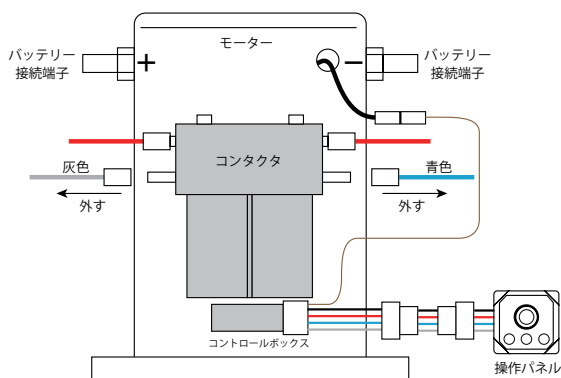 モーター
バッテリー
接続端子
+
−
バッテリー
接続端子
コンタクタ
灰色
外す
青色
外す
コントロールボックス
操作パネル